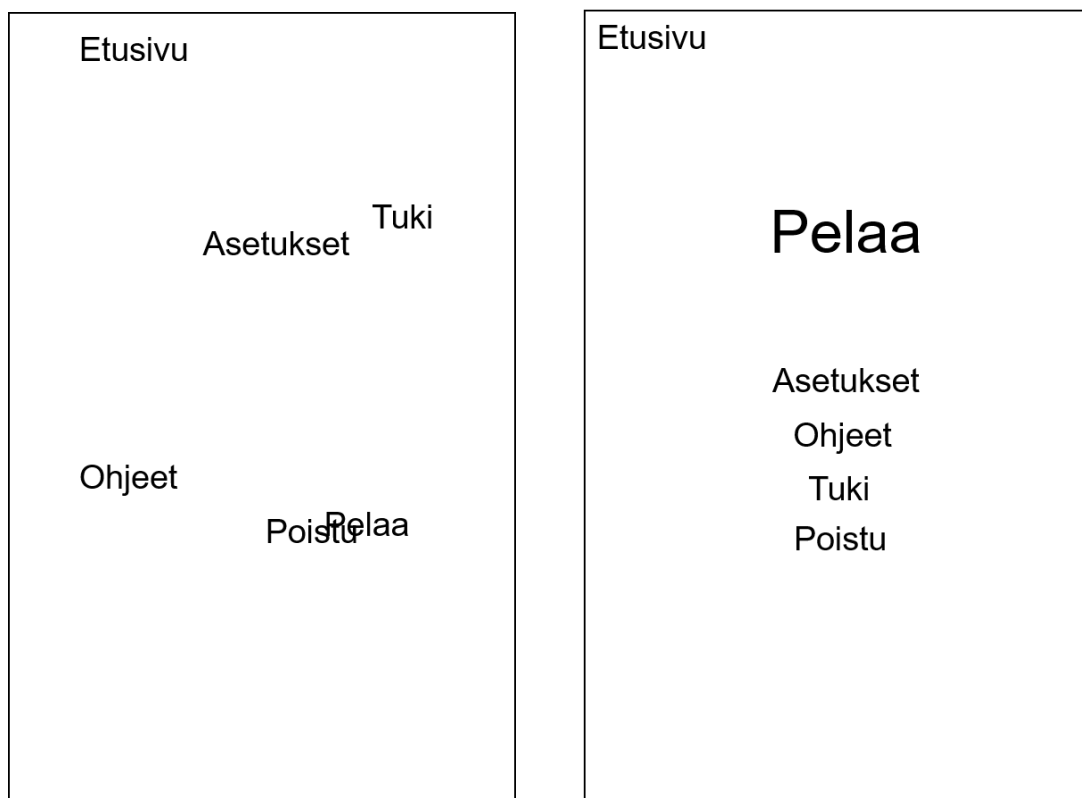 Etusivu
Tuki
Asetukset
Ohjeet
Pelaa
Poistu
Etusivu
Pelaa
Asetukset
Ohjeet
Tuki
Poistu